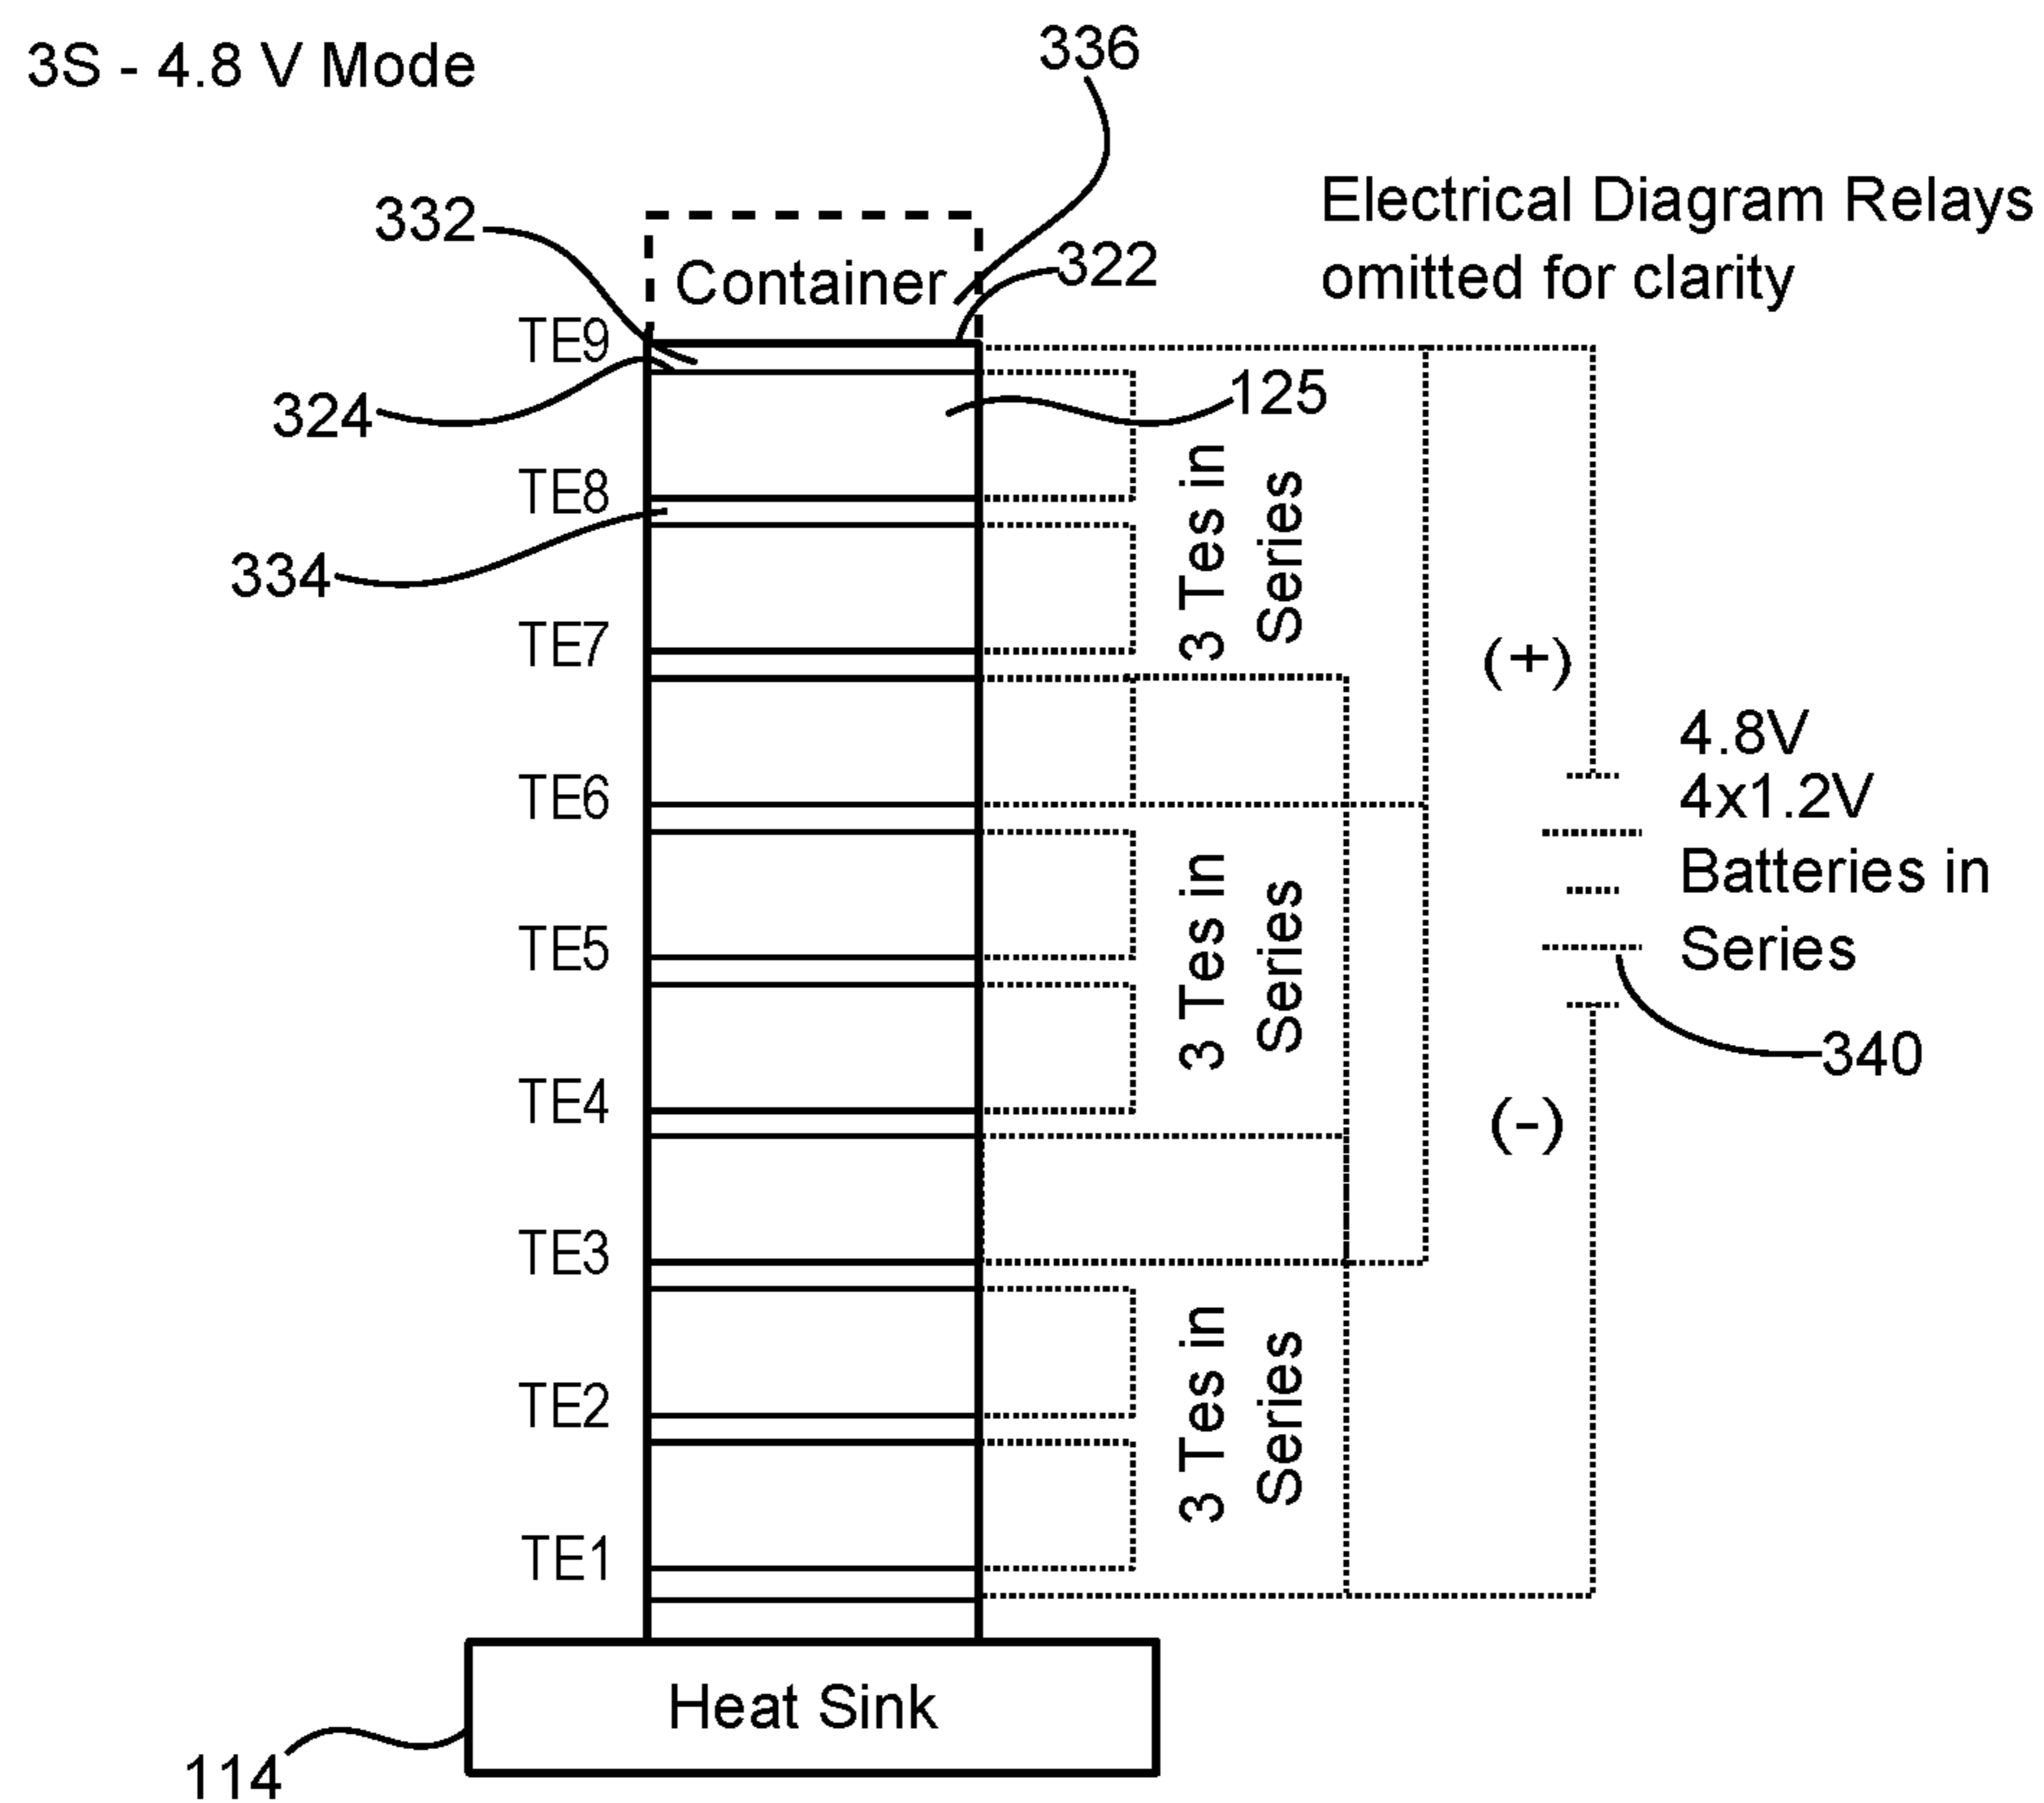 3S - 4.8 V Mode
336
Electrical Diagram Relays
omitted for clarity
332
Container
322
TE9
324
125
TE8
334
3 Tes in
Series
TE7
(+)
4.8V
4x1.2V
Batteries in
Series
TE6
TE5
3 Tes in
Series
340
TE4
(-)
TE3
TE2
3 Tes in
Series
TE1
Heat Sink
114